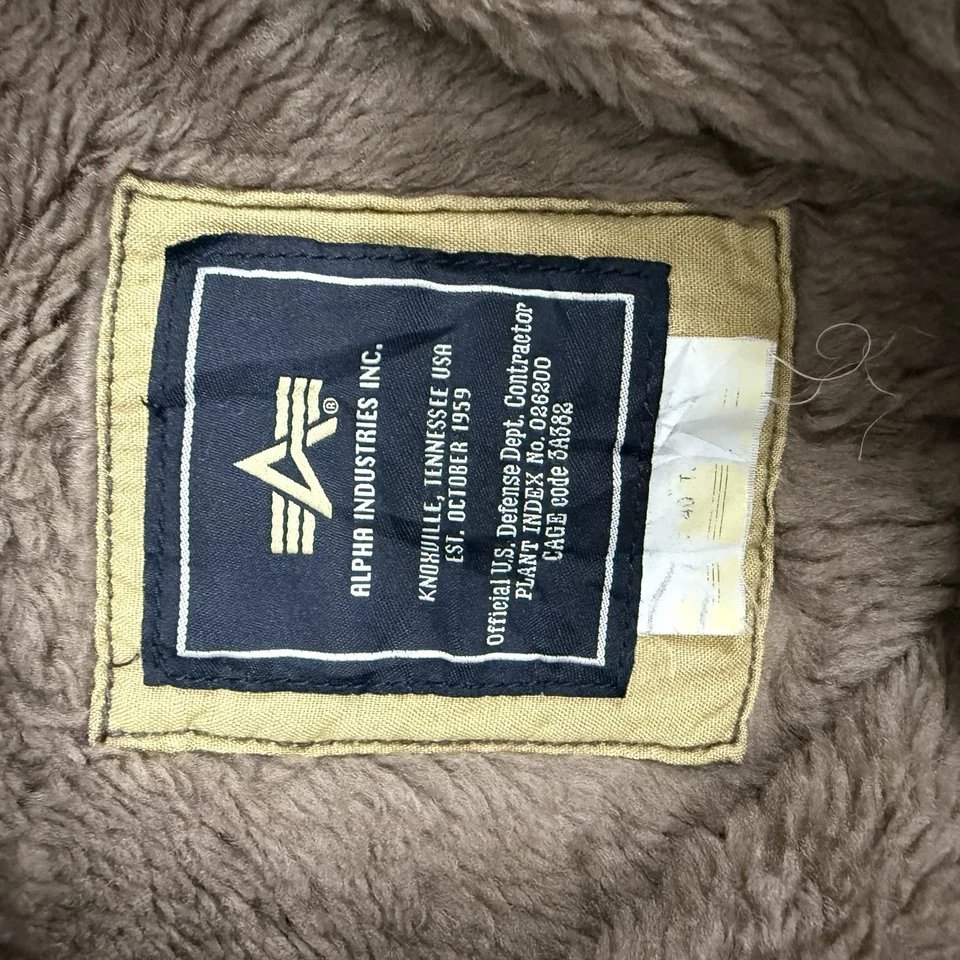 ®
ALPHA INDUSTRIES INC.
KNOXVILLE, TENNESSEE USA
EST. OCTOBER 1959
Official U.S. Defense Dept. Contractor
PLANT INDEX No. 026200
CAGE code 3A382